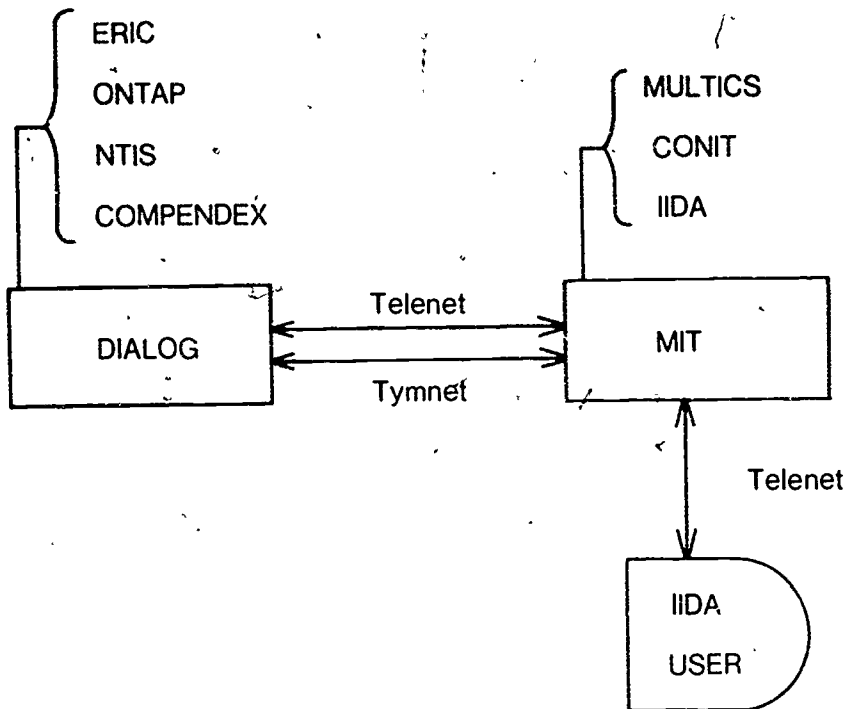 ERIC
ONTAP
NTIS
COMPENDEX
MULTICS
CONIT
IIDA
DIALOG
Telenet
Tymnet
MIT
Telenet
IIDA
USER